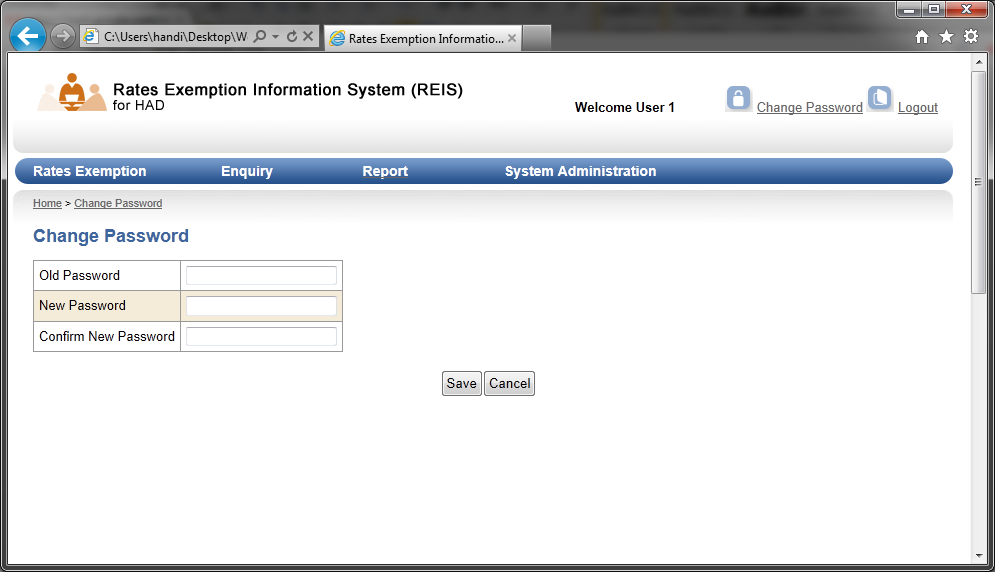 C:\Users\handi\Desktop\W
Rates Exemption Informatio...
Rates Exemption Information System (REIS)
for HAD
Welcome User 1
Change Password
Logout
Rates Exemption Enquiry Report System Administration
Home > Change Password
Change Password
Old Password
New Password
Confirm New Password
Save Cancel